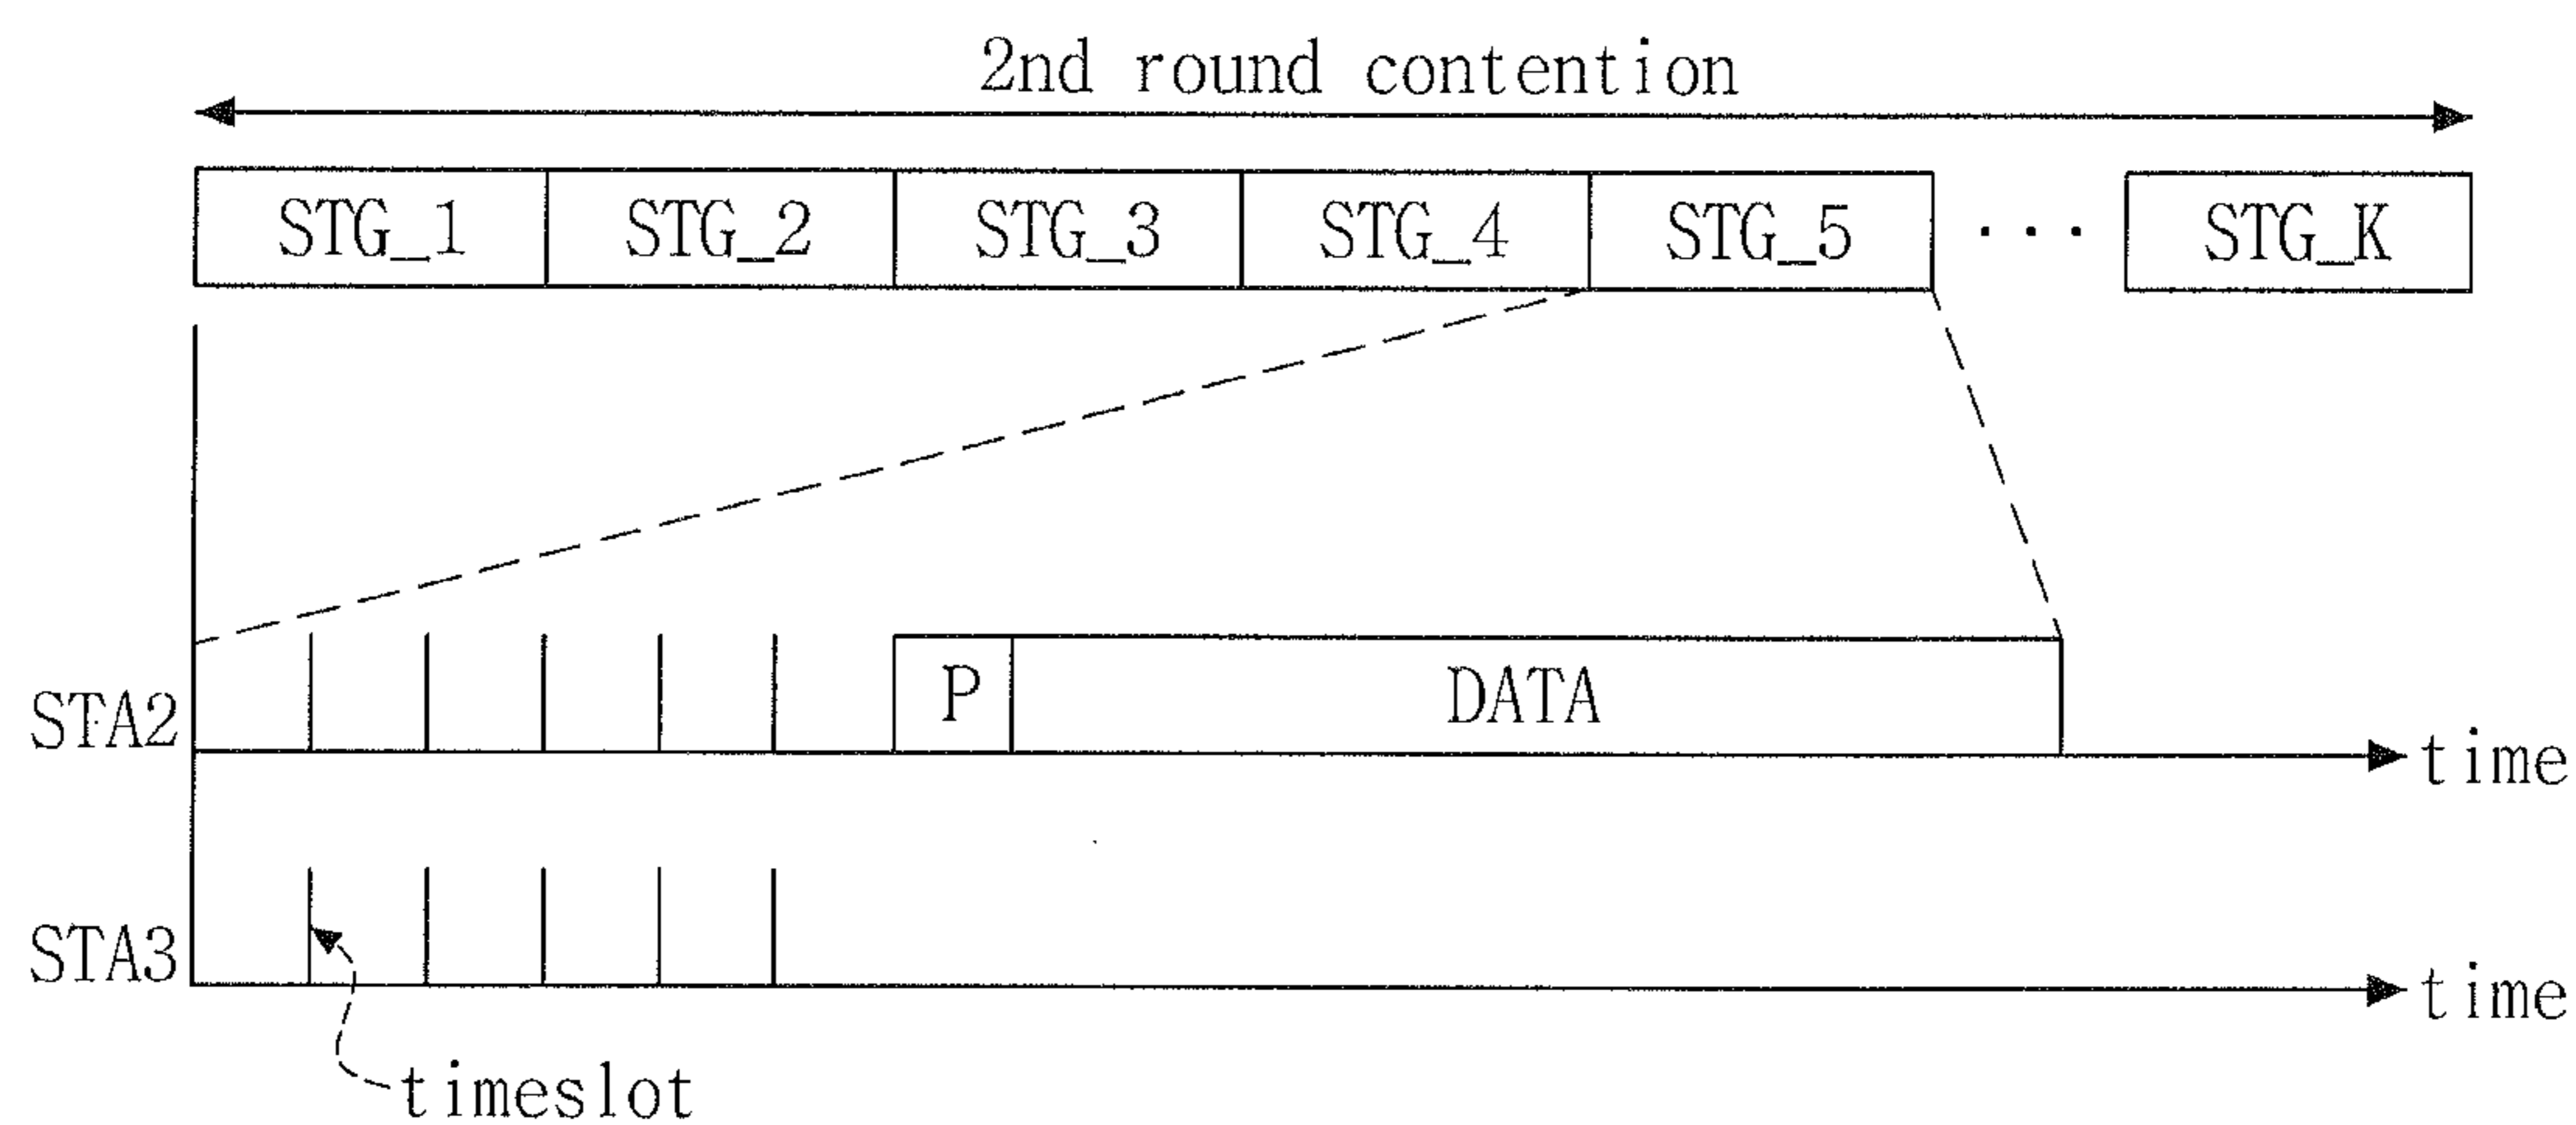 2nd round contention
STG_1 STG_2 STG_3 STG_4 STG_5 ... STG_K
STA2 P DATA time
STA3 time
timeslot